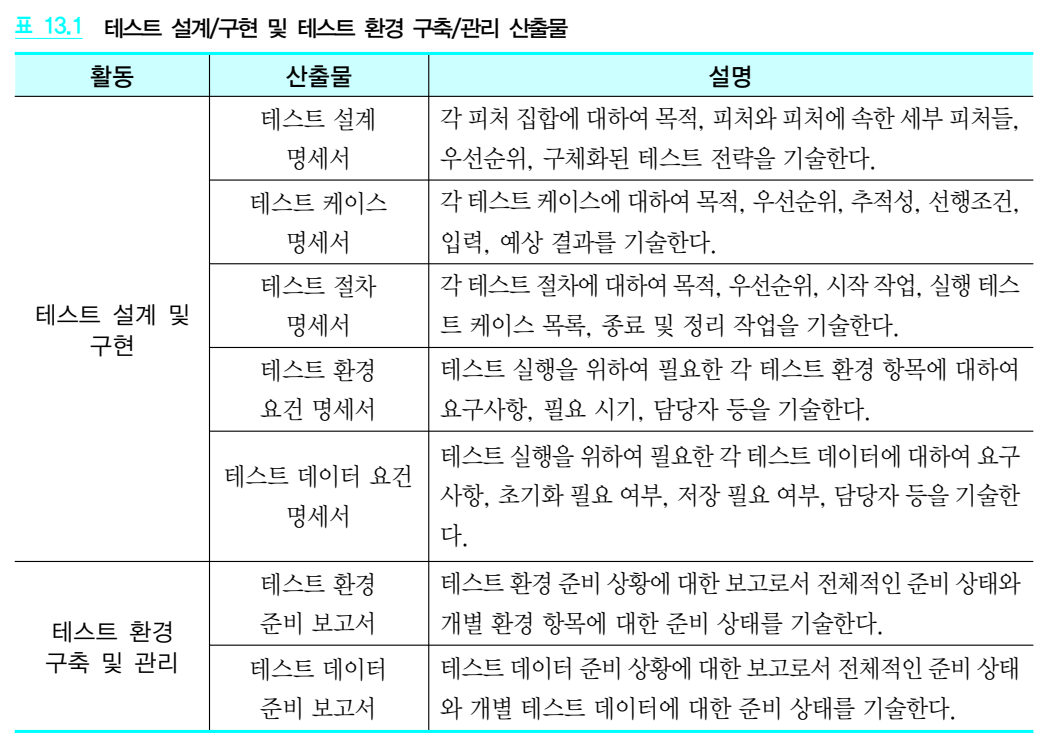 표 13.1 테스트 설계/구현 및 테스트 환경 구축/관리 산출물
활동 산출물 설명
테스트 설계 및
구현
테스트 설계
명세서
각 피처 집합에 대하여 목적, 피처와 피처에 속한 세부 피처들,
우선순위, 구체화된 테스트 전략을 기술한다.
테스트 케이스
명세서
각 테스트 케이스에 대하여 목적, 우선순위, 추적성, 선행조건,
입력, 예상 결과를 기술한다.
테스트 절차
명세서
각 테스트 절차에 대하여 목적, 우선순위, 시작 작업, 실행 테스
트 케이스 목록, 종료 및 정리 작업을 기술한다.
테스트 환경
요건 명세서
테스트 실행을 위하여 필요한 각 테스트 환경 항목에 대하여
요구사항, 필요 시기, 담당자 등을 기술한다.
테스트 데이터 요건
명세서
테스트 실행을 위하여 필요한 각 테스트 데이터에 대하여 요구
사항, 초기화 필요 여부, 저장 필요 여부, 담당자 등을 기술한
다.
테스트 환경
구축 및 관리
테스트 환경
준비 보고서
테스트 환경 준비 상황에 대한 보고로서 전체적인 준비 상태와
개별 환경 항목에 대한 준비 상태를 기술한다.
테스트 데이터
준비 보고서
테스트 데이터 준비 상황에 대한 보고로서 전체적인 준비 상태
와 개별 테스트 데이터에 대한 준비 상태를 기술한다.